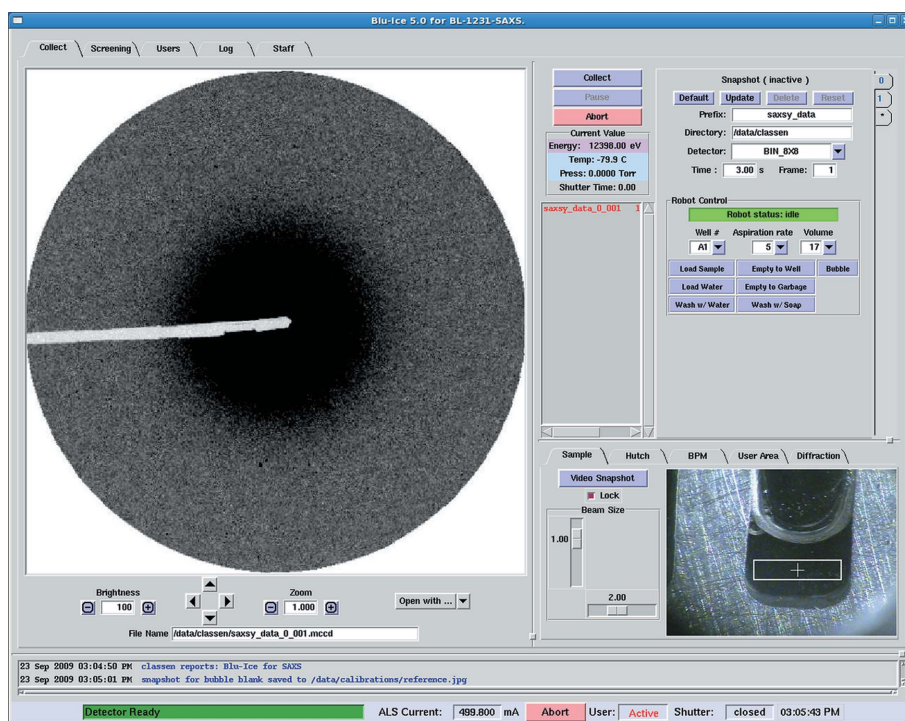 Blu-Ice 5.0 for BL-1231-SAXS.
Collect Screening Users Log Staff
Collect
Pause
Abort
Current Value
Energy: 12398.00 eV
Temp: -79.9 C
Press: 0.0000 Torr
Shutter Time: 0.00
saxsy_data_0_001 1
Snapshot ( inactive )
Default Update Delete Reset
Prefix: saxsy_data
Directory: /data/classen
Detector: BIN_8X8
Time : 3.00 s Frame: 1
0
1
*
Robot Control
Robot status: idle
Well # Aspiration rate Volume
A1 5 17
Load Sample Empty to Well Bubble
Load Water Empty to Garbage
Wash w/ Water Wash w/ Soap
Sample Hutch BPM User Area Diffraction
Video Snapshot
Lock
Beam Size
1.00
2.00
Brightness
100
Zoom
1.000
Open with ...
File Name /data/classen/saxsy_data_0_001.mccd
23 Sep 2009 03:04:50 PM classen reports: Blu-Ice for SAXS
23 Sep 2009 03:05:01 PM snapshot for bubble blank saved to /data/calibrations/reference.jpg
Detector Ready ALS Current: 499.800 mA Abort User: Active Shutter: closed 03:05:43 PM